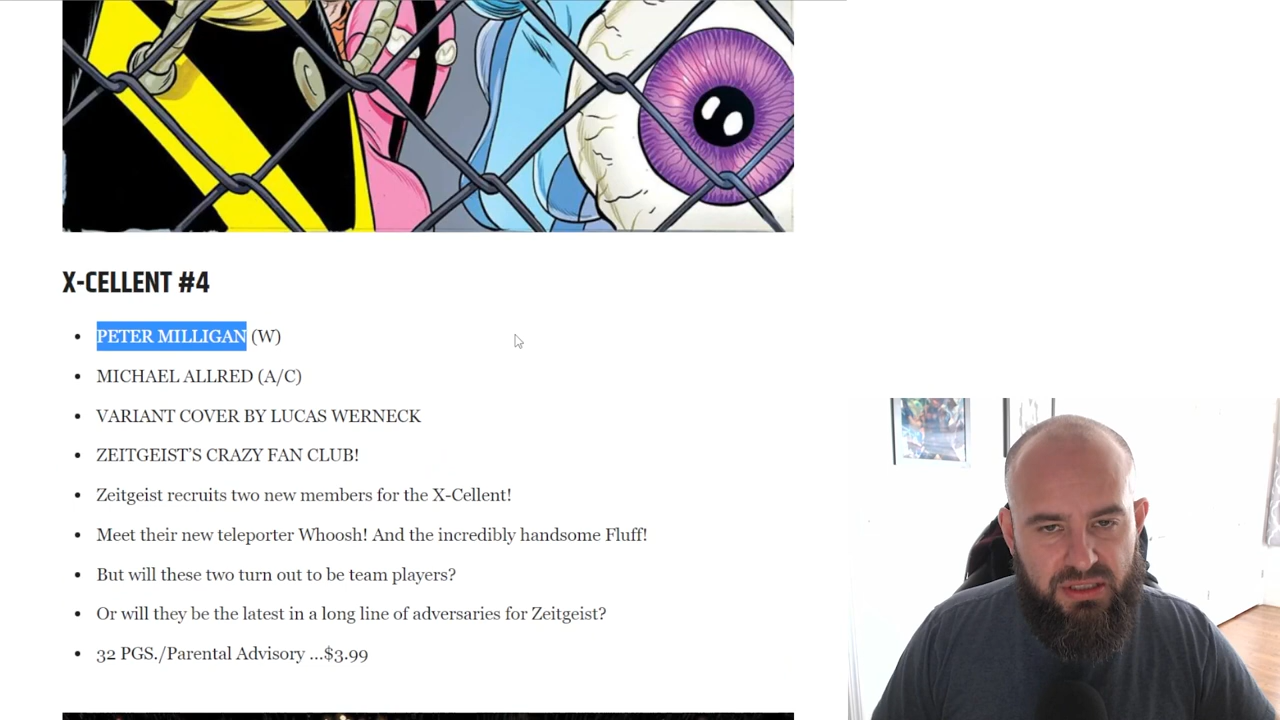 X-CELLENT #4
PETER MILLIGAN (W)
MICHAEL ALLRED (A/C)
VARIANT COVER BY LUCAS WERNECK
ZEITGEIST’S CRAZY FAN CLUB!
Zeitgeist recruits two new members for the X-Cellent!
Meet their new teleporter Whoosh! And the incredibly handsome Fluff!
But will these two turn out to be team players?
Or will they be the latest in a long line of adversaries for Zeitgeist?
32 PGS./Parental Advisory ...$3.99